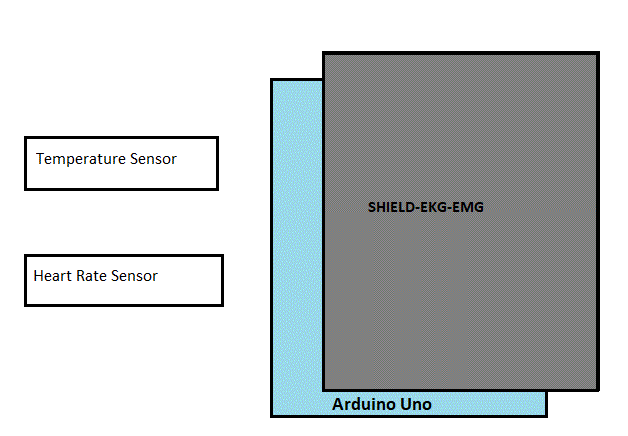 Temperature Sensor
SHIELD-EKG-EMG
Heart Rate Sensor
Arduino Uno